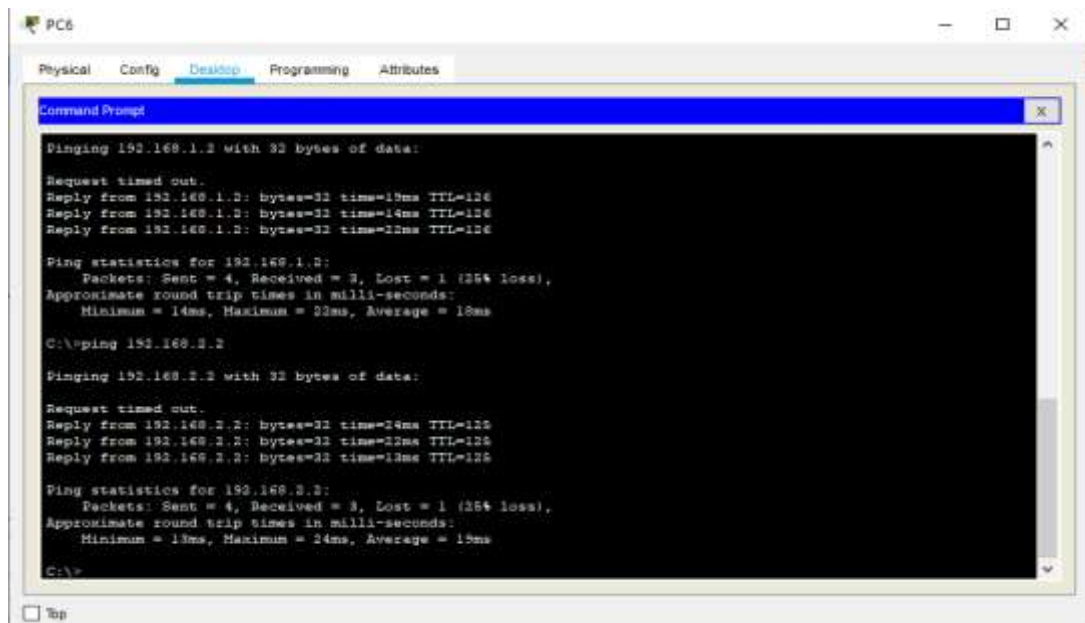 PC6
Physical Config Desktop Programming Attributes
Command Prompt
X
Pinging 192.168.1.2 with 32 bytes of data:
Request timed out.
Reply from 192.168.1.2: bytes=32 time=19ms TTL=126
Reply from 192.168.1.2: bytes=32 time=14ms TTL=126
Reply from 192.168.1.2: bytes=32 time=22ms TTL=126
Ping statistics for 192.168.1.2:
Packets: Sent = 4, Received = 3, Lost = 1 (25% loss),
Approximate round trip times in milli-seconds:
Minimum = 14ms, Maximum = 22ms, Average = 18ms
C:\>ping 192.168.2.2
Pinging 192.168.2.2 with 32 bytes of data:
Request timed out.
Reply from 192.168.2.2: bytes=32 time=24ms TTL=125
Reply from 192.168.2.2: bytes=32 time=22ms TTL=125
Reply from 192.168.2.2: bytes=32 time=13ms TTL=125
Ping statistics for 192.168.2.2:
Packets: Sent = 4, Received = 3, Lost = 1 (25% loss),
Approximate round trip times in milli-seconds:
Minimum = 13ms, Maximum = 24ms, Average = 19ms
C:\>
Top